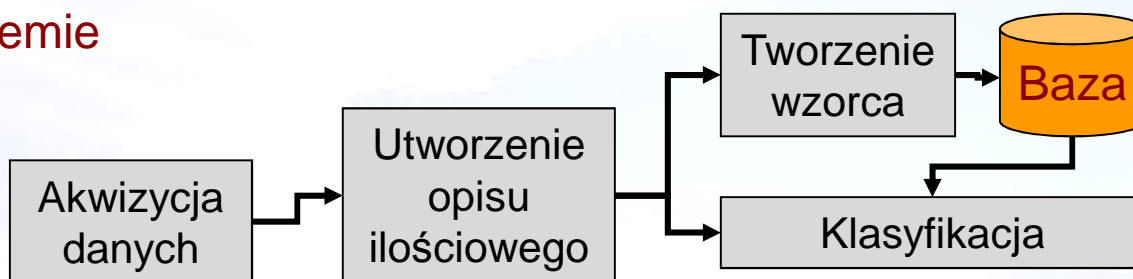 emie
Akwizycja
danych
Utworzenie
opisu
ilościowego
Tworzenie
wzorca
Baza
Klasyfikacja